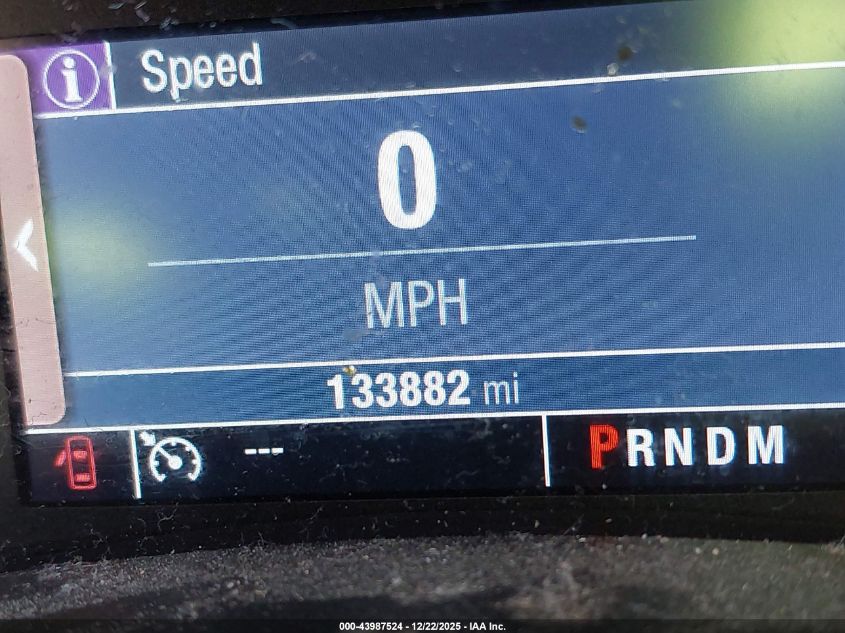 i Speed
0
MPH
133882 mi
--- PRNDM
000-43987524 - 12/22/2025 - IAA Inc.